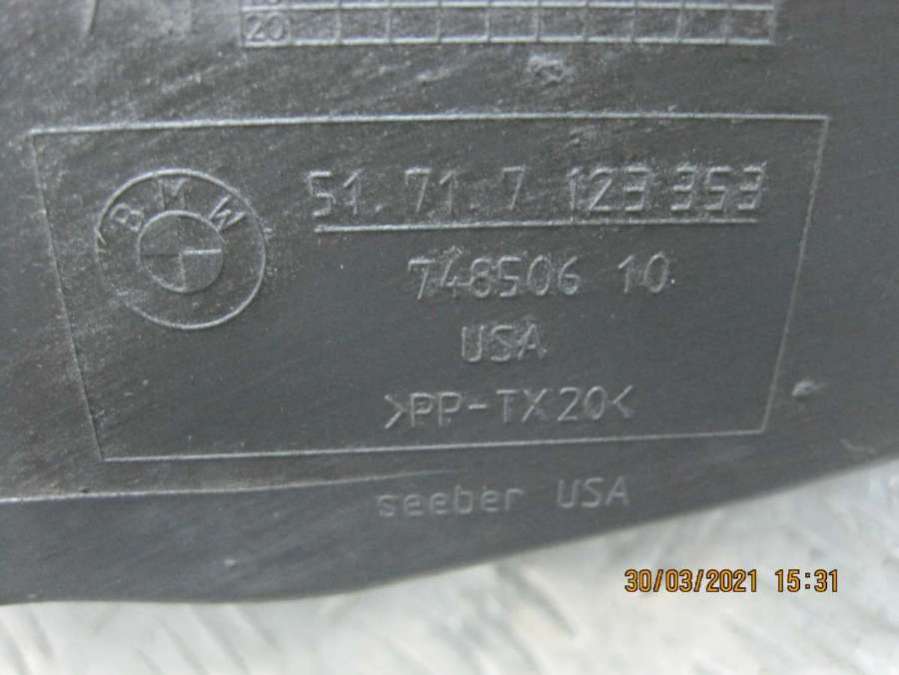 20
BMW
51.71.7 123 353
748506 10
USA
>PP-TX20<
seeber USA
30/03/2021 15:31